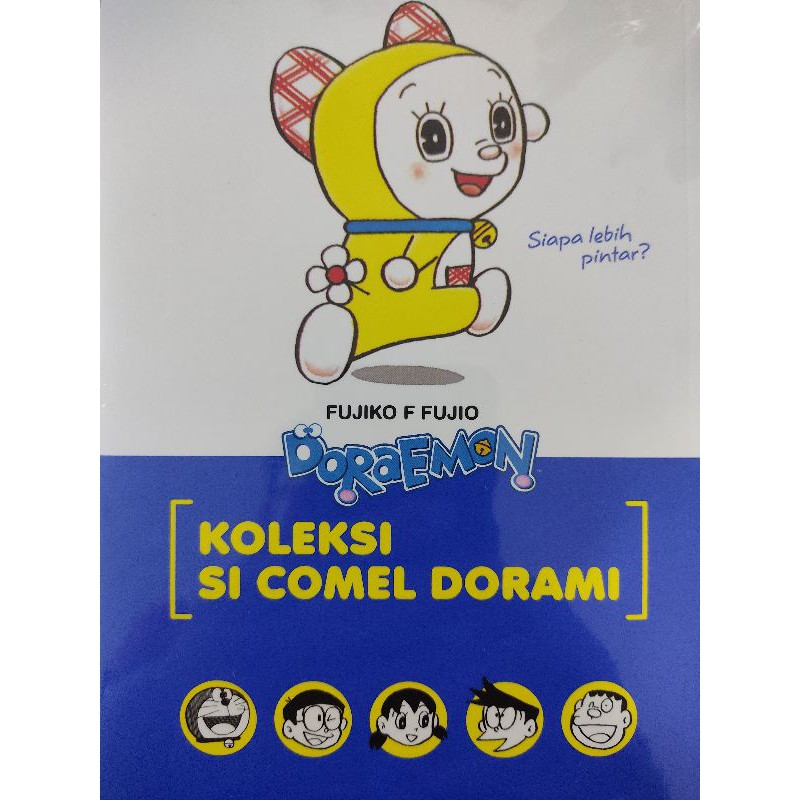 Siapa lebih
pintar?
FUJIKO F FUJIO
DORAEMON
KOLEKSI
SI COMEL DORAMI